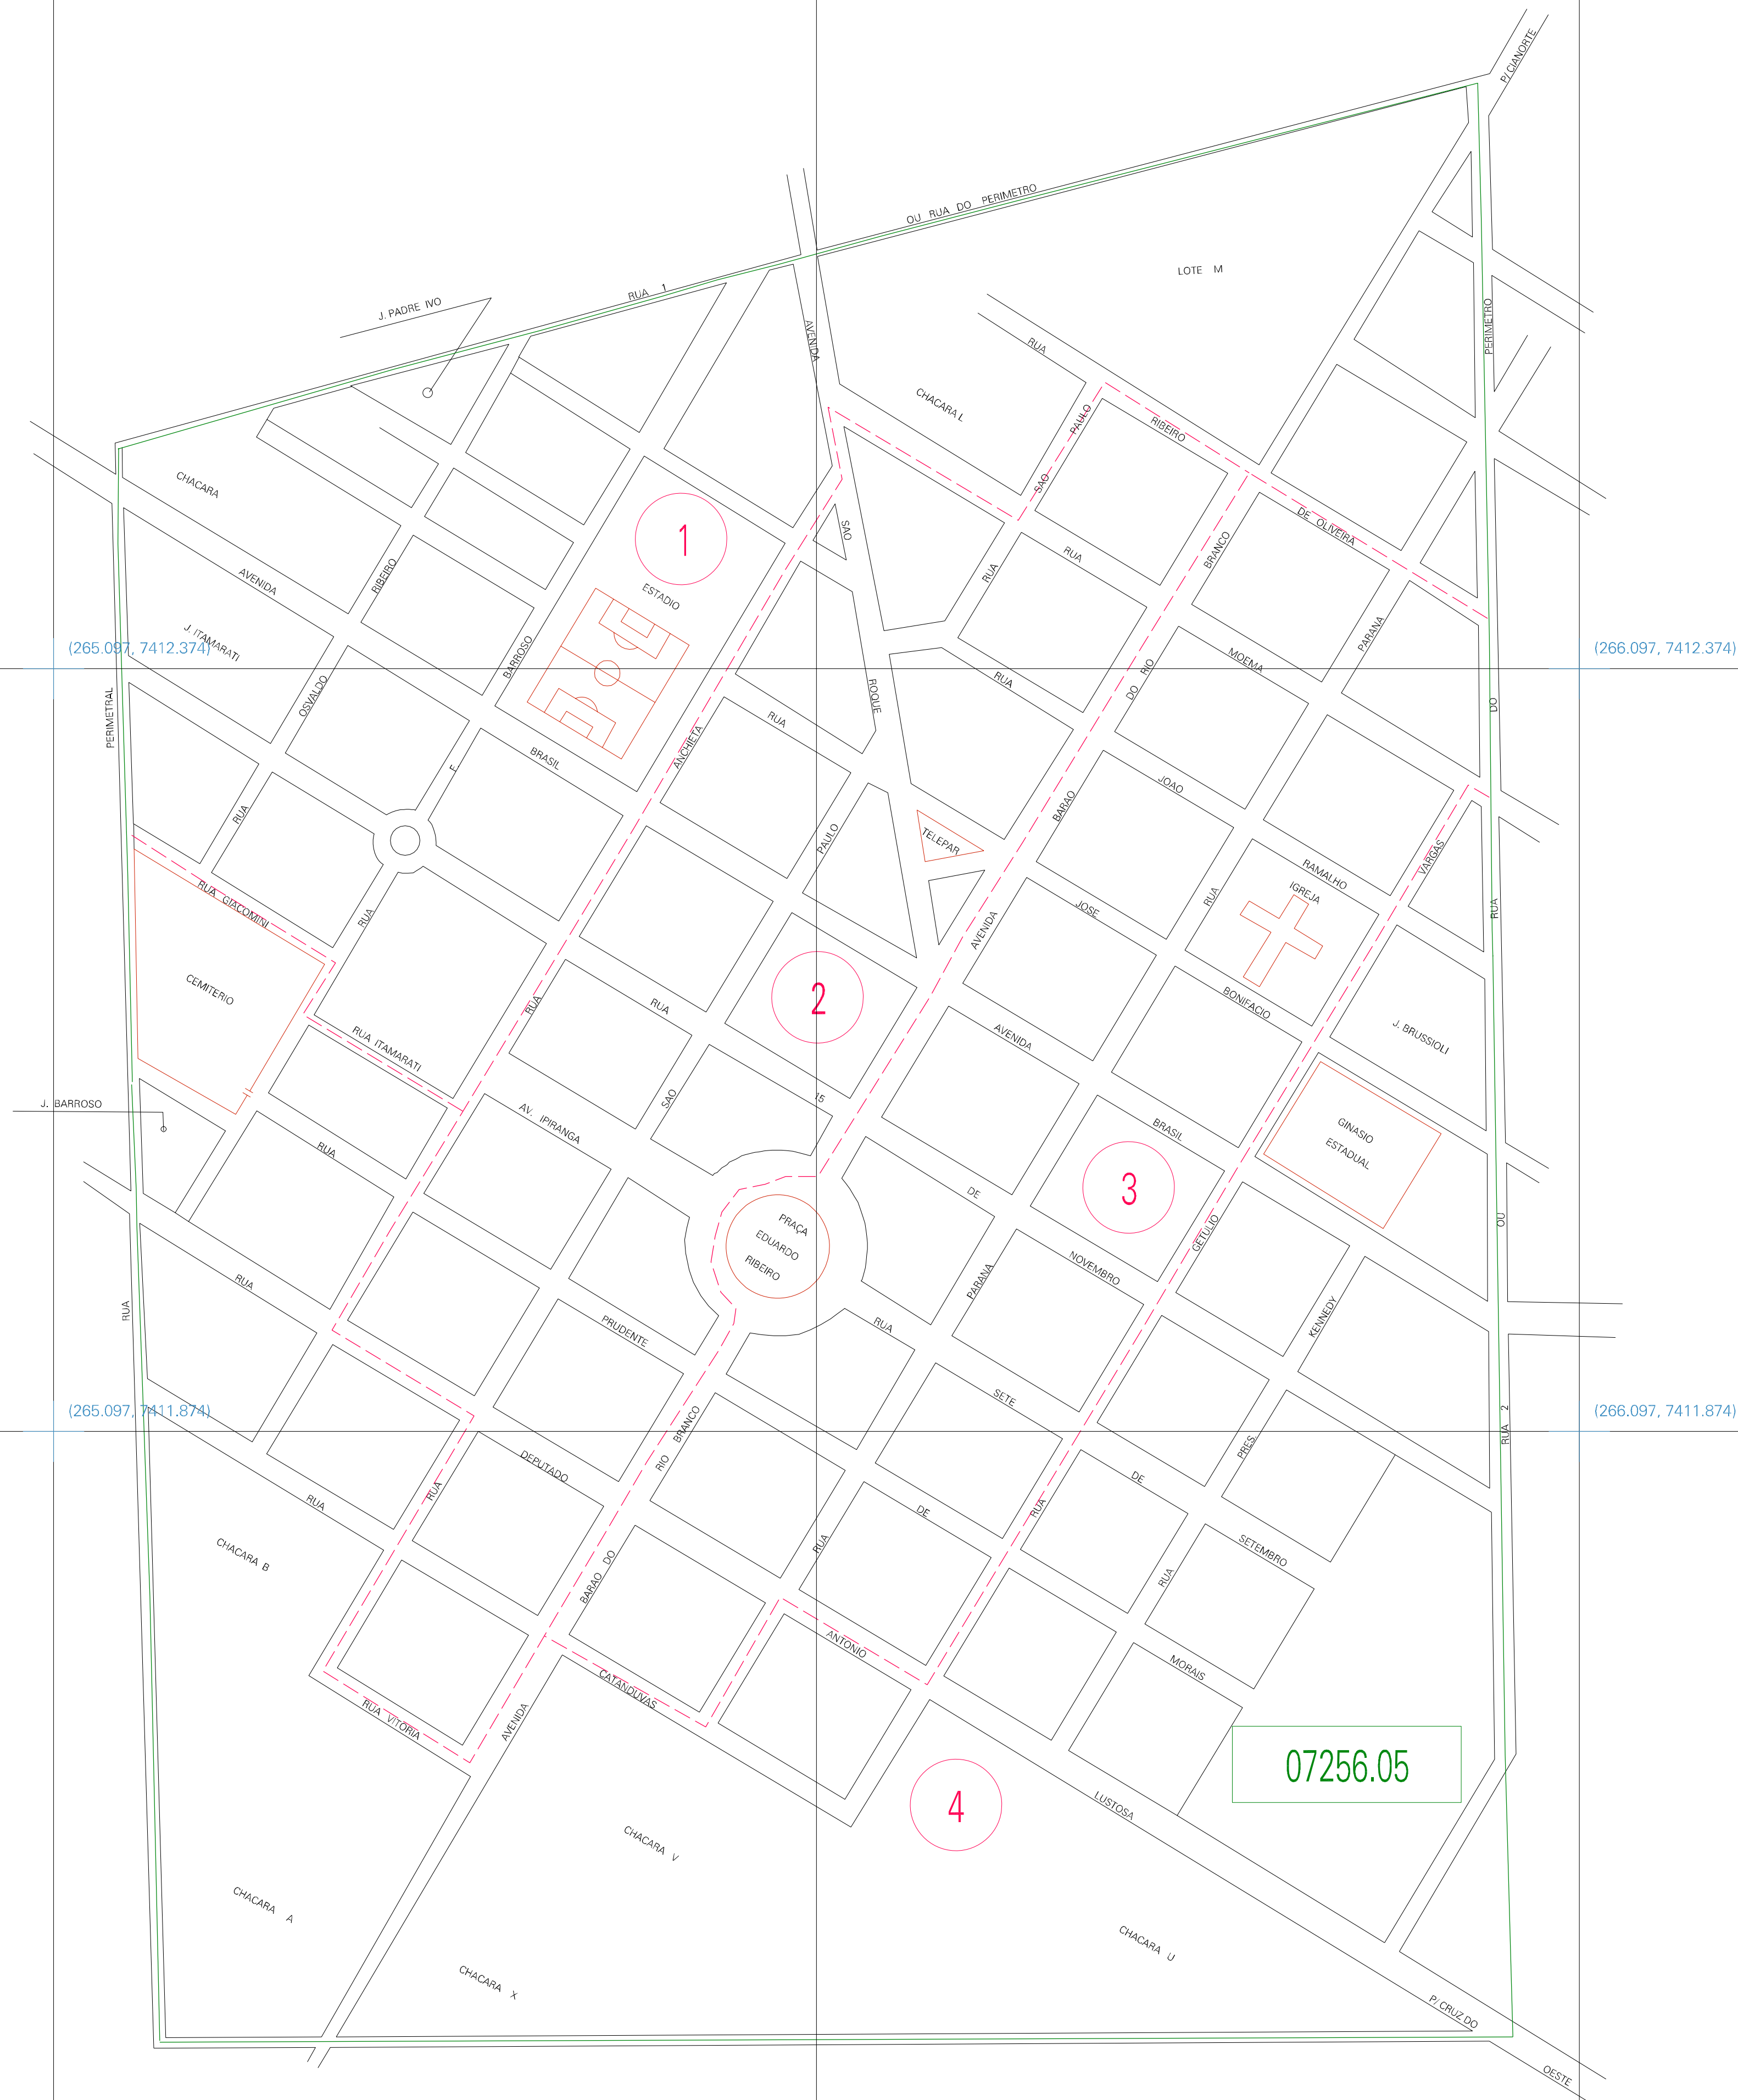 P/ CIANORTE
OU RUA DO PERIMETRO
LOTE M
RUA 1
J. PADRE IVO
AVENIDA
PERIMETRO
RUA
CHACARA L
PAULO
RIBEIRO
SAO
CHACARA
1
SAO
DE OLIVEIRA
RUA
BRANCO
AVENIDA
RIBEIRO
RUA
ESTADIO
J. ITAMARATI
PARANA
(265.097, 7412.374)
(266.097, 7412.374)
BARROSO
MOEMA
RIO
DO
RUA
OSVALDO
ROQUE
PERIMETRAL
DO
RUA
ANCHIETA
BRASIL
E
JOAO
BARAO
RUA
PAULO
TELEPAR
VARGAS
RAMALHO
IGREJA
RUA GIACOMINI
RUA
RUA
JOSE
RUA
AVENIDA
CEMITERIO
2
RUA
RUA
BONIFACIO
AVENIDA
J. BRUSSIOLI
RUA ITAMARATI
J. BARROSO
15
SAO
AV. IPIRANGA
BRASIL
GINASIO
ESTADUAL
RUA
3
DE
PRAÇA
EDUARDO
RIBEIRO
GETULIO
OU
NOVEMBRO
PARANA
RUA
RUA
RUA
PRUDENTE
KENNEDY
SETE
(265.097, 7411.874)
(266.097, 7411.874)
BRANCO
RIO
RUA 2
PRES.
DEPUTADO
DE
RUA
RUA
DE
RUA
RUA
SETEMBRO
CHACARA B
DO
BARAO
RUA
ANTONIO
MORAIS
CATANDUVAS
RUA VITORIA
AVENIDA
07256.05
4
LUSTOSA
CHACARA V
CHACARA A
CHACARA U
CHACARA X
P/ CRUZ DO
OESTE